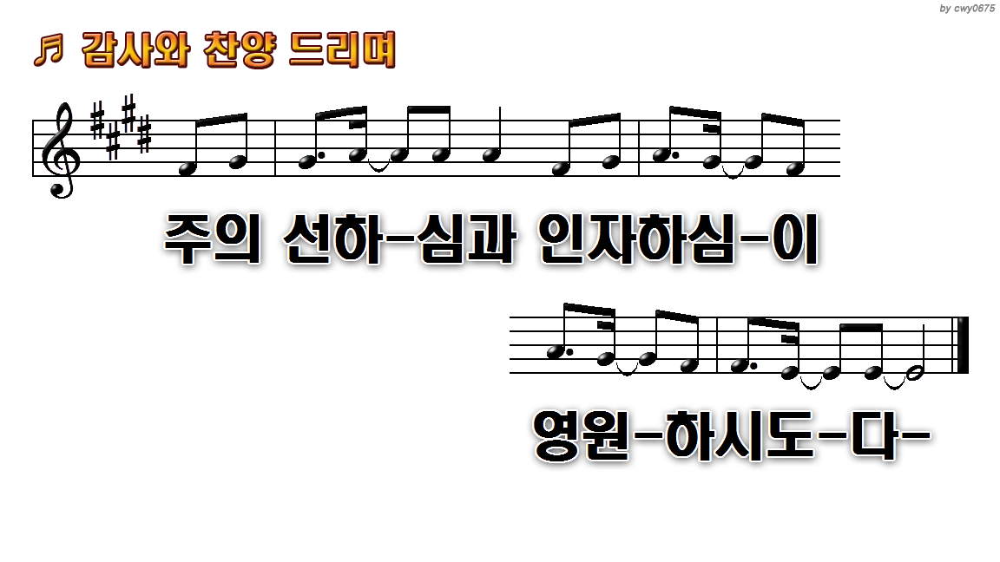 by cwy0675
♬ 감사와 찬양 드리며
주의 선하-심과 인자하심-이
영원-하시도-다-